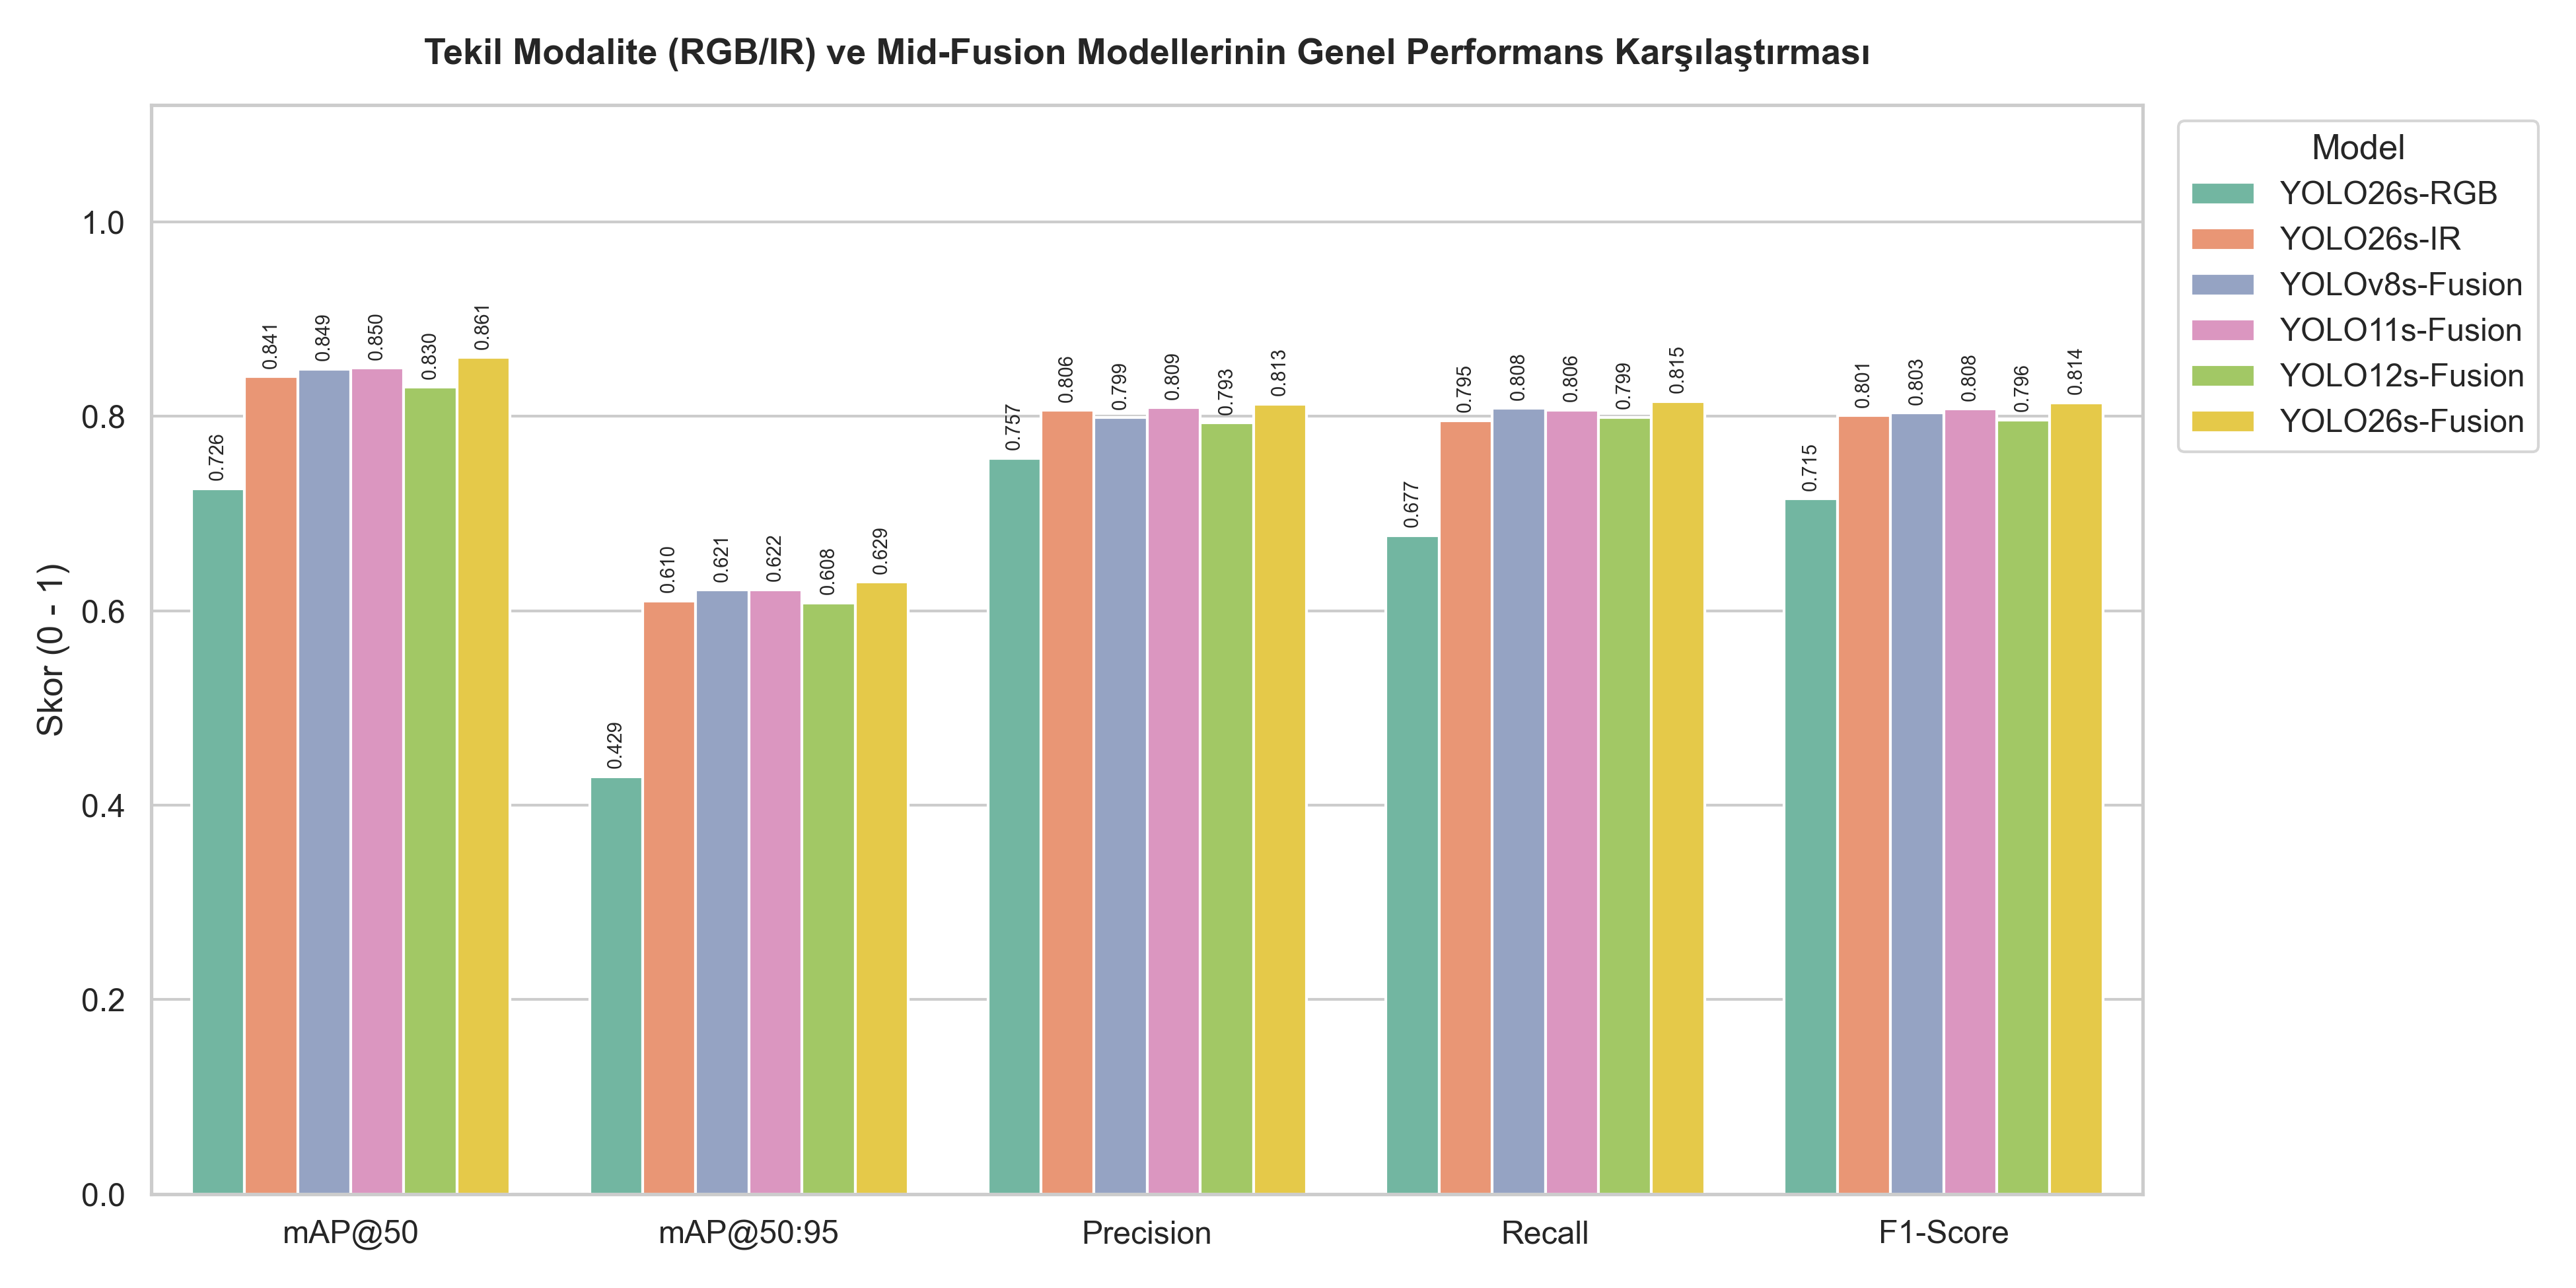 Tekil Modalite (RGB/IR) ve Mid-Fusion Modellerinin Genel Performans Karşılaştırması
Skor (0 - 1)
1.0
0.8
0.6
0.4
0.2
0.0
0.726
0.841
0.849
0.850
0.830
0.861
0.429
0.610
0.621
0.622
0.608
0.629
0.757
0.806
0.799
0.809
0.793
0.813
0.677
0.795
0.808
0.806
0.799
0.815
0.715
0.801
0.803
0.808
0.796
0.814
mAP@50
mAP@50:95
Precision
Recall
F1-Score
Model
YOLO26s-RGB
YOLO26s-IR
YOLOv8s-Fusion
YOLO11s-Fusion
YOLO12s-Fusion
YOLO26s-Fusion